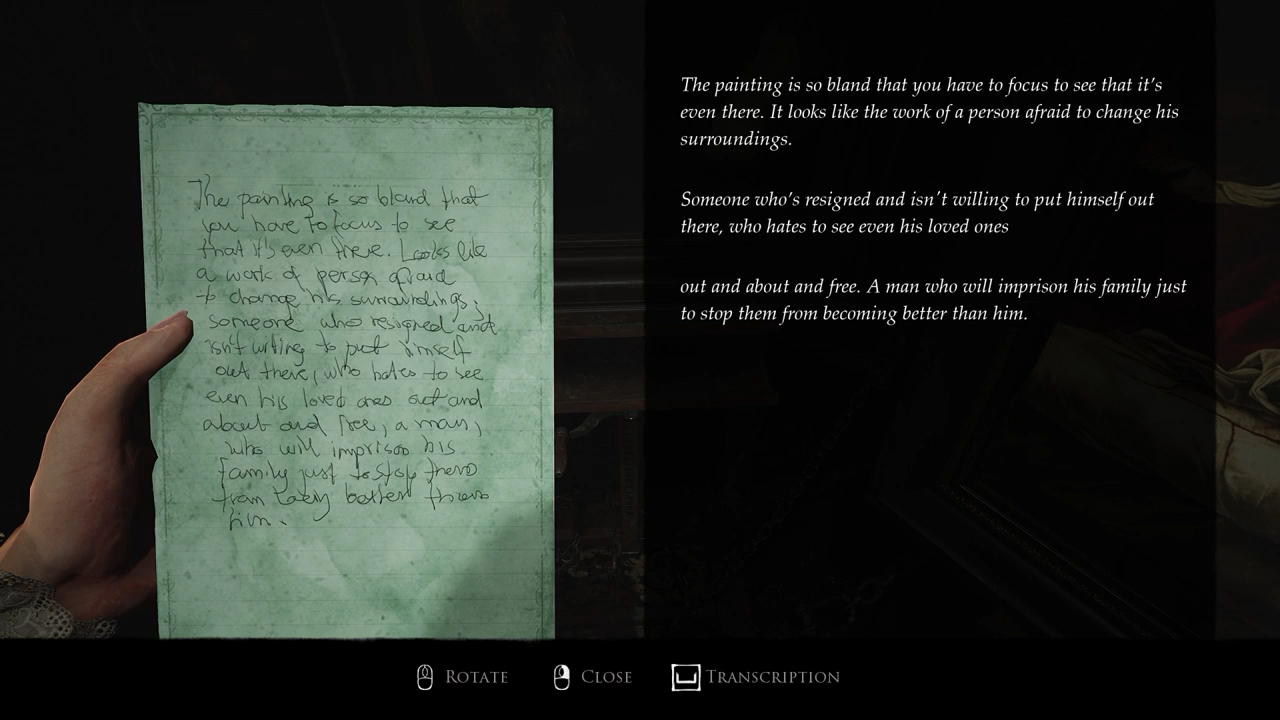 The painting is so bland that
you have to focus to see
that it's even there. Looks like
a work of person afraid
to change his surroundings,
someone who resigned and
isn't willing to put himself
out there, who hates to see
even his loved ones out and
about and free, a man,
who will imprison his
family just to stop them
from being better than
him.
The painting is so bland that you have to focus to see that it's
even there. It looks like the work of a person afraid to change his
surroundings.
Someone who's resigned and isn't willing to put himself out
there, who hates to see even his loved ones
out and about and free. A man who will imprison his family just
to stop them from becoming better than him.
ROTATE
CLOSE
TRANSCRIPTION